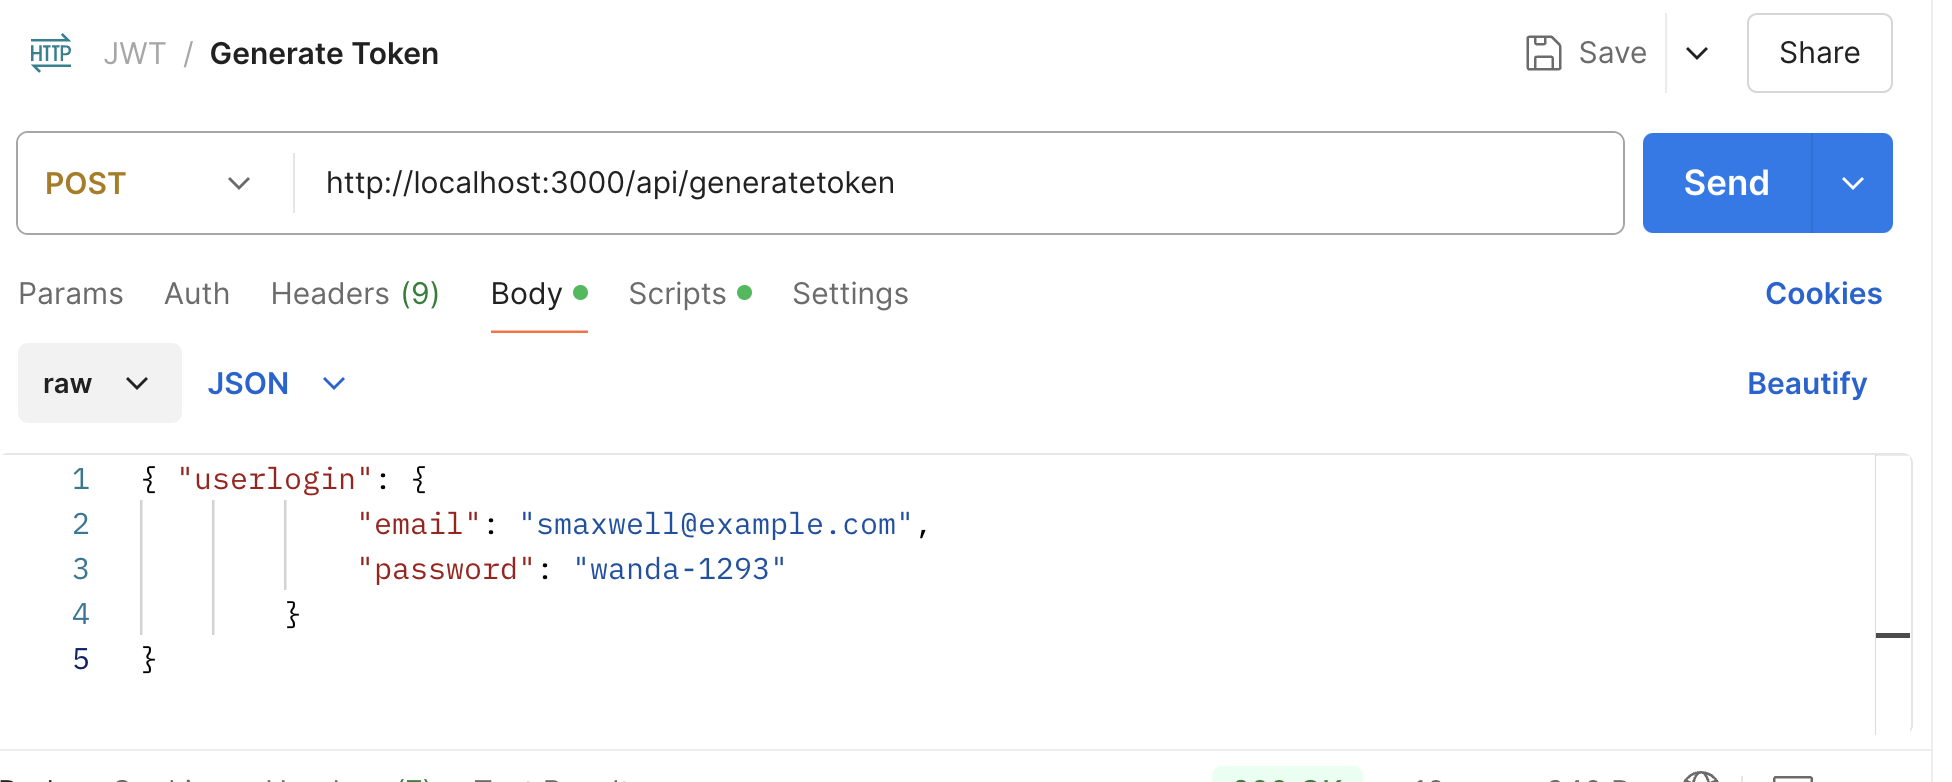 HTTP JWT / Generate Token Save Share
POST http://localhost:3000/api/generatetoken Send
Params Auth Headers (9) Body Scripts Settings Cookies
raw JSON Beautify
1 { "userlogin": {
2 "email": "smaxwell@example.com",
3 "password": "wanda-1293"
4 }
5 }